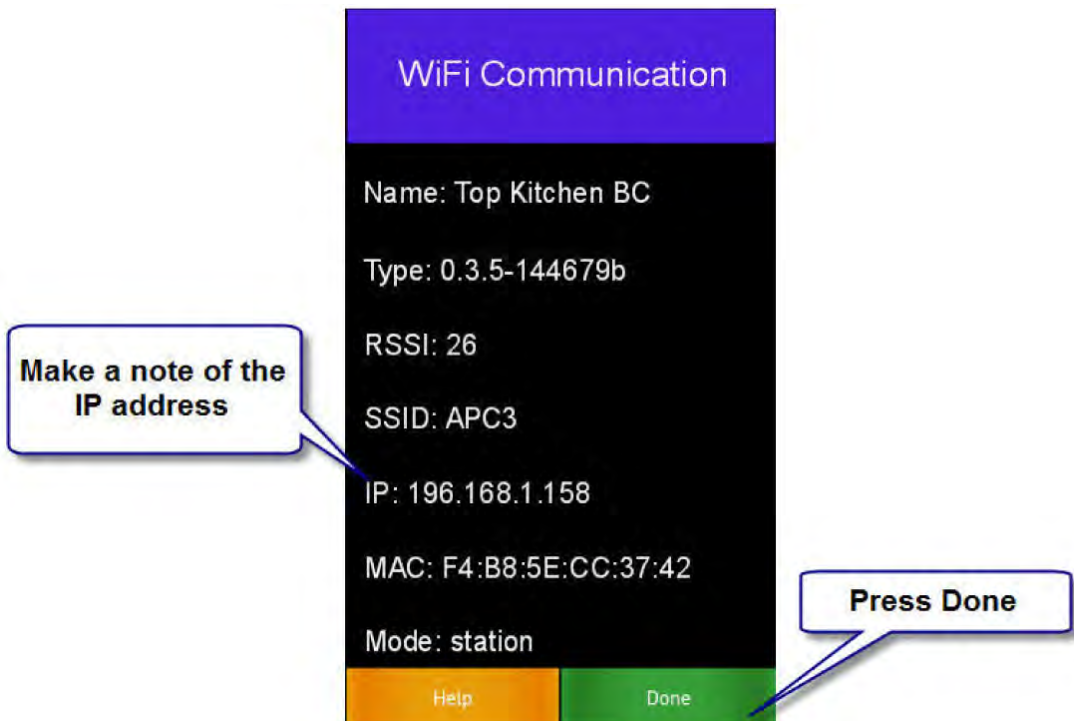 WiFi Communication
Name: Top Kitchen BC
Type: 0.3.5-144679b
RSSI: 26
Make a note of the
IP address
SSID: APC3
IP: 196.168.1.158
MAC: F4:B8:5E:CC:37:42
Press Done
Mode: station
Help
Done